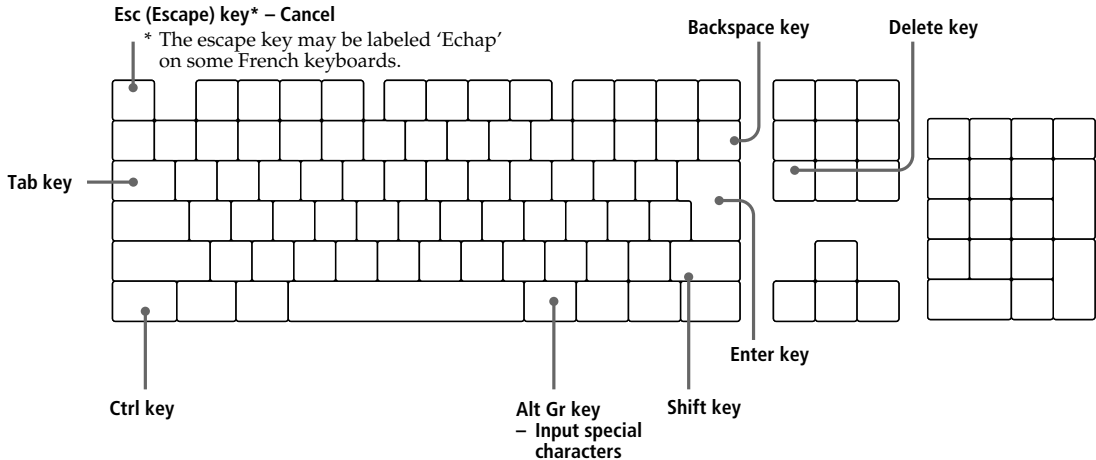 Esc (Escape) key* – Cancel
* The escape key may be labeled ‘Echap’
on some French keyboards.
Backspace key
Delete key
Tab key
Enter key
Ctrl key
Alt Gr key
– Input special
characters
Shift key